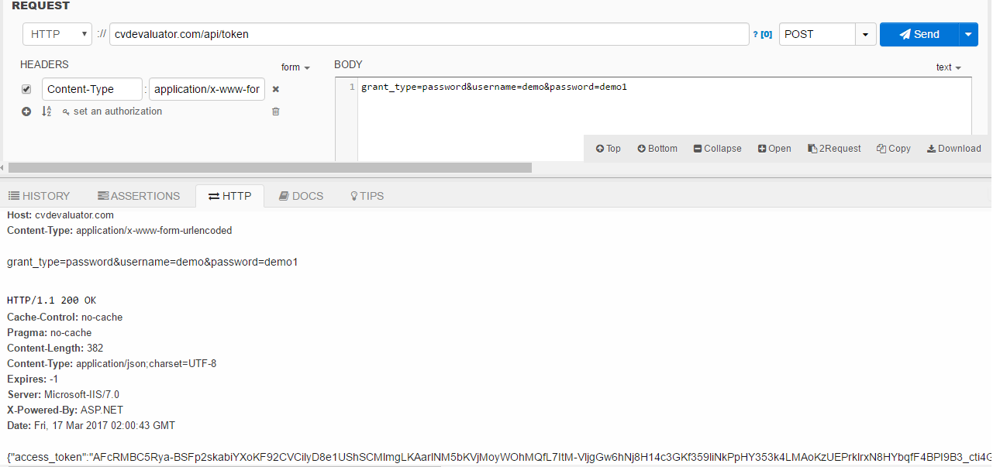 REQUEST
HTTP :// cvdevaluator.com/api/token ? [0] POST Send
HEADERS form BODY text
Content-Type : application/x-www-for
1 grant_type=password&username=demo&password=demo1
set an authorization
Top Bottom Collapse Open 2Request Copy Download
HISTORY ASSERTIONS HTTP DOCS TIPS
Host: cvdevaluator.com
Content-Type: application/x-www-form-urlencoded
grant_type=password&username=demo&password=demo1
HTTP/1.1 200 OK
Cache-Control: no-cache
Pragma: no-cache
Content-Length: 382
Content-Type: application/json;charset=UTF-8
Expires: -1
Server: Microsoft-IIS/7.0
X-Powered-By: ASP.NET
Date: Fri, 17 Mar 2017 02:00:43 GMT
{"access_token":"